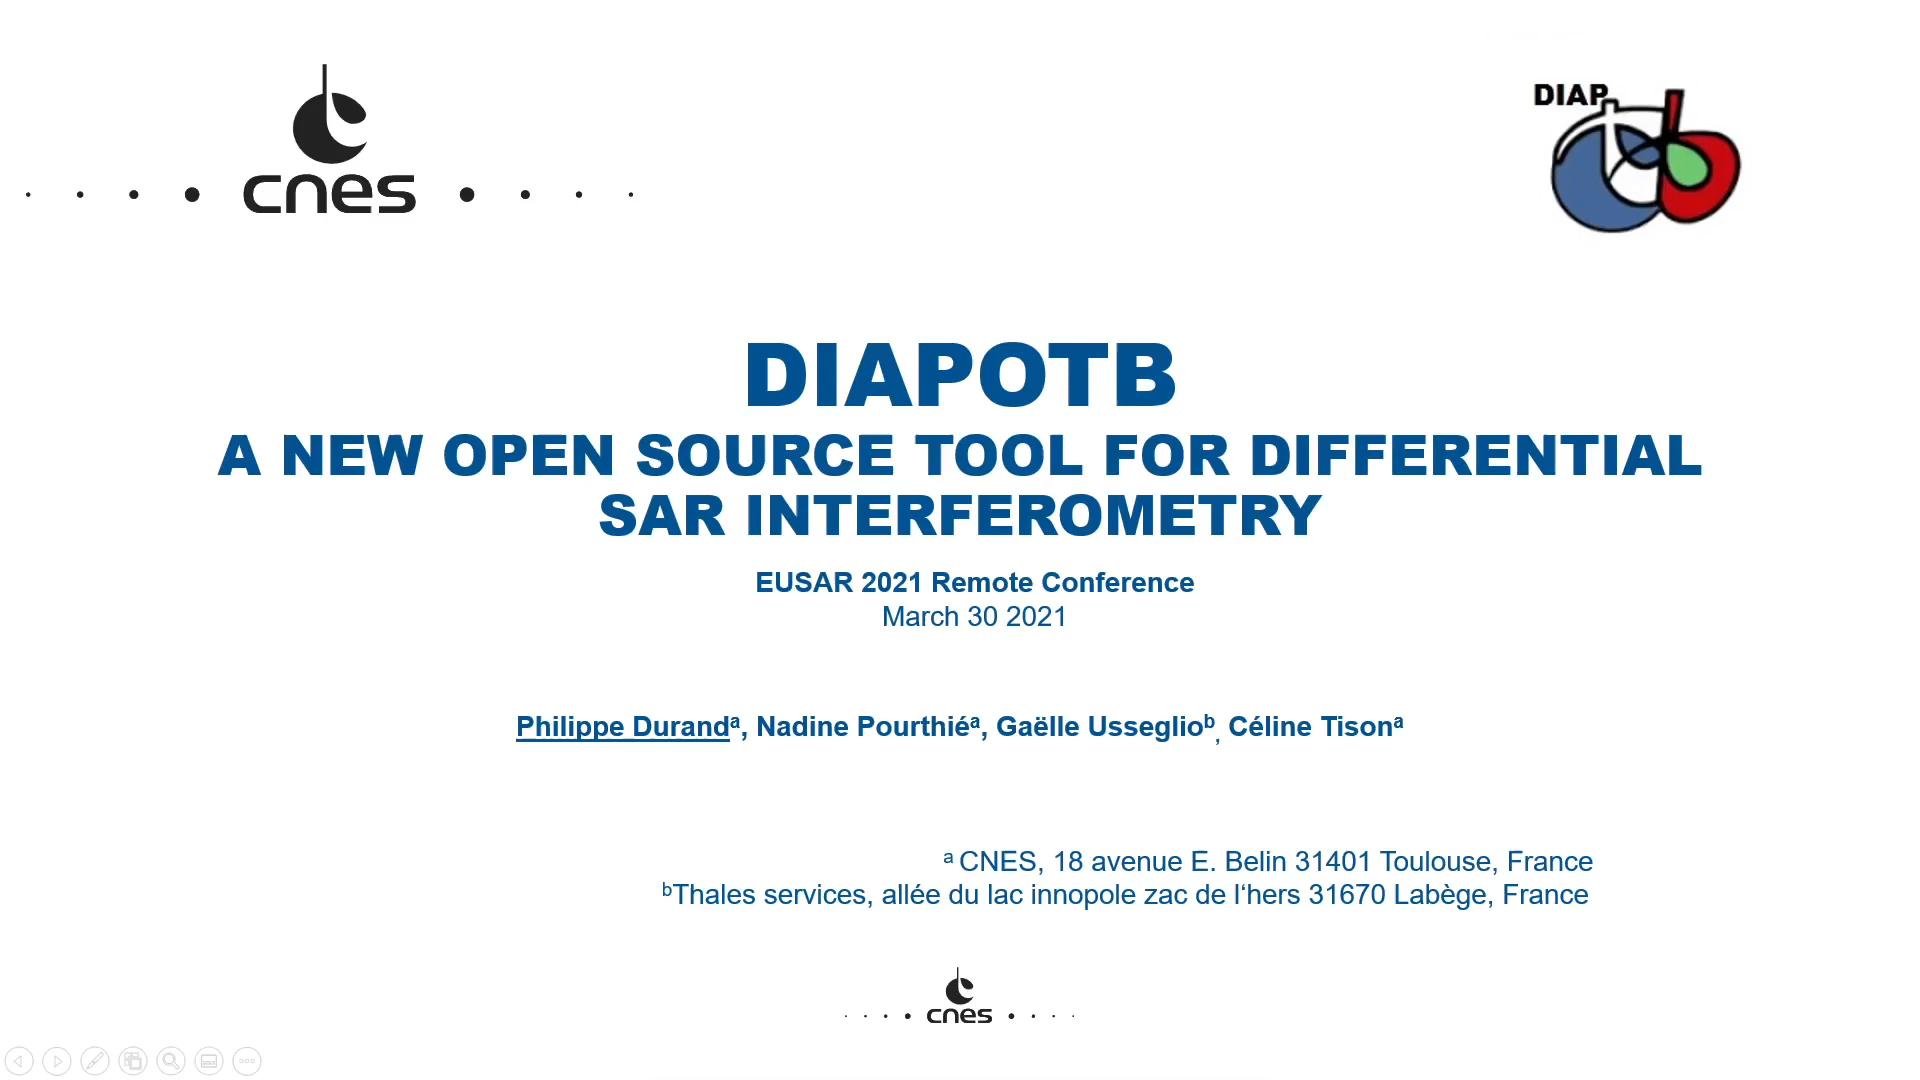 cnes
DIAP
DIAPOTB
A NEW OPEN SOURCE TOOL FOR DIFFERENTIAL
SAR INTERFEROMETRY
EUSAR 2021 Remote Conference
March 30 2021
Philippe Durandª, Nadine Pourthiéª, Gaëlle Usseglioᵇ, Céline Tisonª
ª CNES, 18 avenue E. Belin 31401 Toulouse, France
ᵇThales services, allée du lac innopole zac de l‘hers 31670 Labège, France
cnes